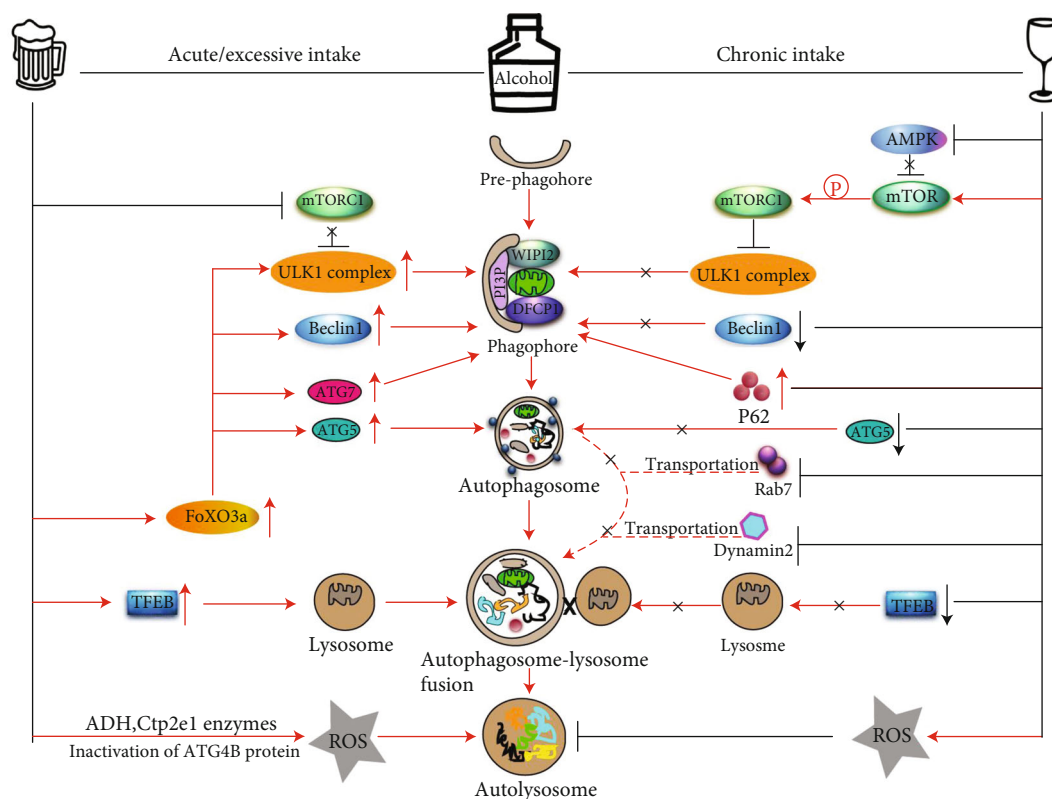 Acute/excessive intake
Alcohol
Chronic intake
AMPK
Pre-phagohore
mTORC1
mTORC1
P
mTOR
WIPI2
PI3P
ULK1 complex
ULK1 complex
DFCP1
Beclin1
Beclin1
Phagophore
ATG7
P62
ATG5
ATG5
Transportation
Rab7
Autophagosome
FoXO3a
Transportation
Dynamin2
TFEB
TFEB
Lysosome
Lysosme
Autophagosome-lysosome
fusion
ADH,Ctp2e1 enzymes
Inactivation of ATG4B protein
ROS
ROS
Autolysosome